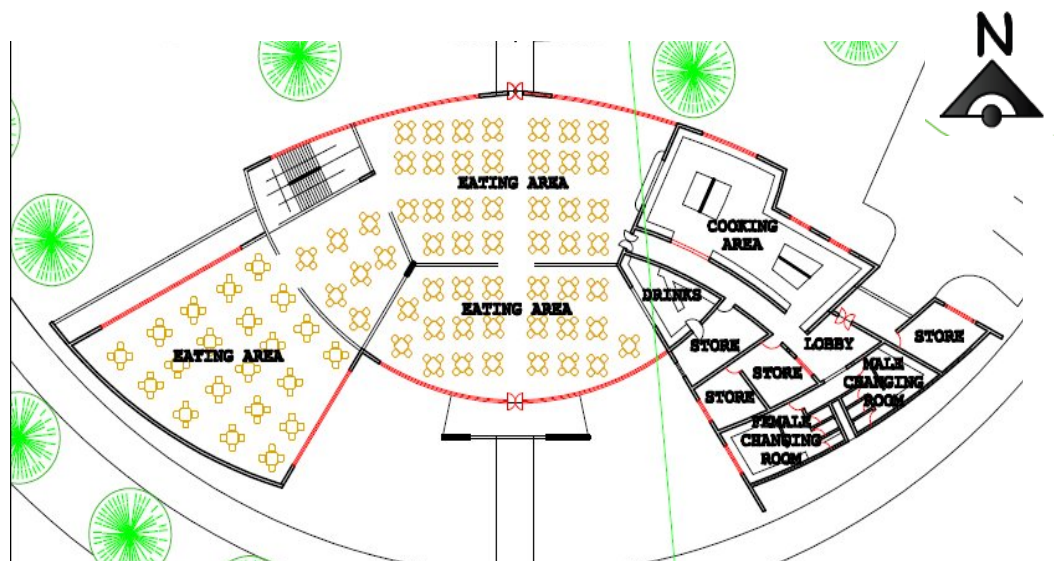 N
EATING AREA
COOKING
AREA
DRINKS
EATING AREA
STORE
LOBBY
STORE
EATING AREA
STORE
MALE
CHANGING
ROOM
STORE
FEMALE
CHANGING
ROOM